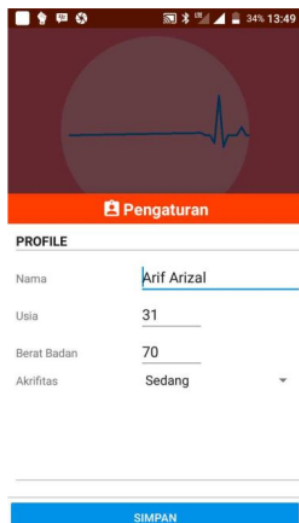 34% 13:49
Pengaturan
PROFILE
Nama Arif Arizal
Usia 31
Berat Badan 70
Akrifitas Sedang
SIMPAN